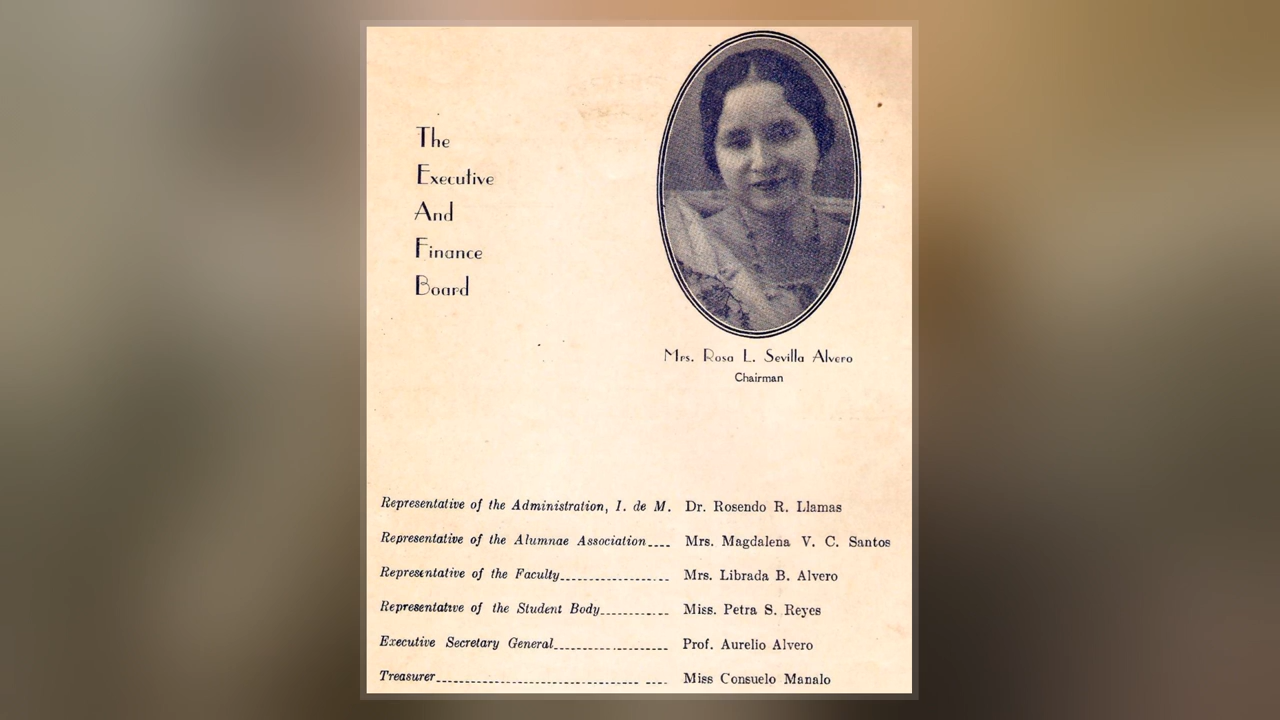 The
Executive
And
Finance
Board
Mrs. Rosa L. Sevilla Alvero
Chairman
Representative of the Administration, I. de M. Dr. Rosendo R. Llamas
Representative of the Alumnae Association.... Mrs. Magdalena V. C. Santos
Representative of the Faculty................ Mrs. Librada B. Alvero
Representative of the Student Body.......... Miss. Petra S. Reyes
Executive Secretary General................. Prof. Aurelio Alvero
Treasurer.............................. .... Miss Consuelo Manalo